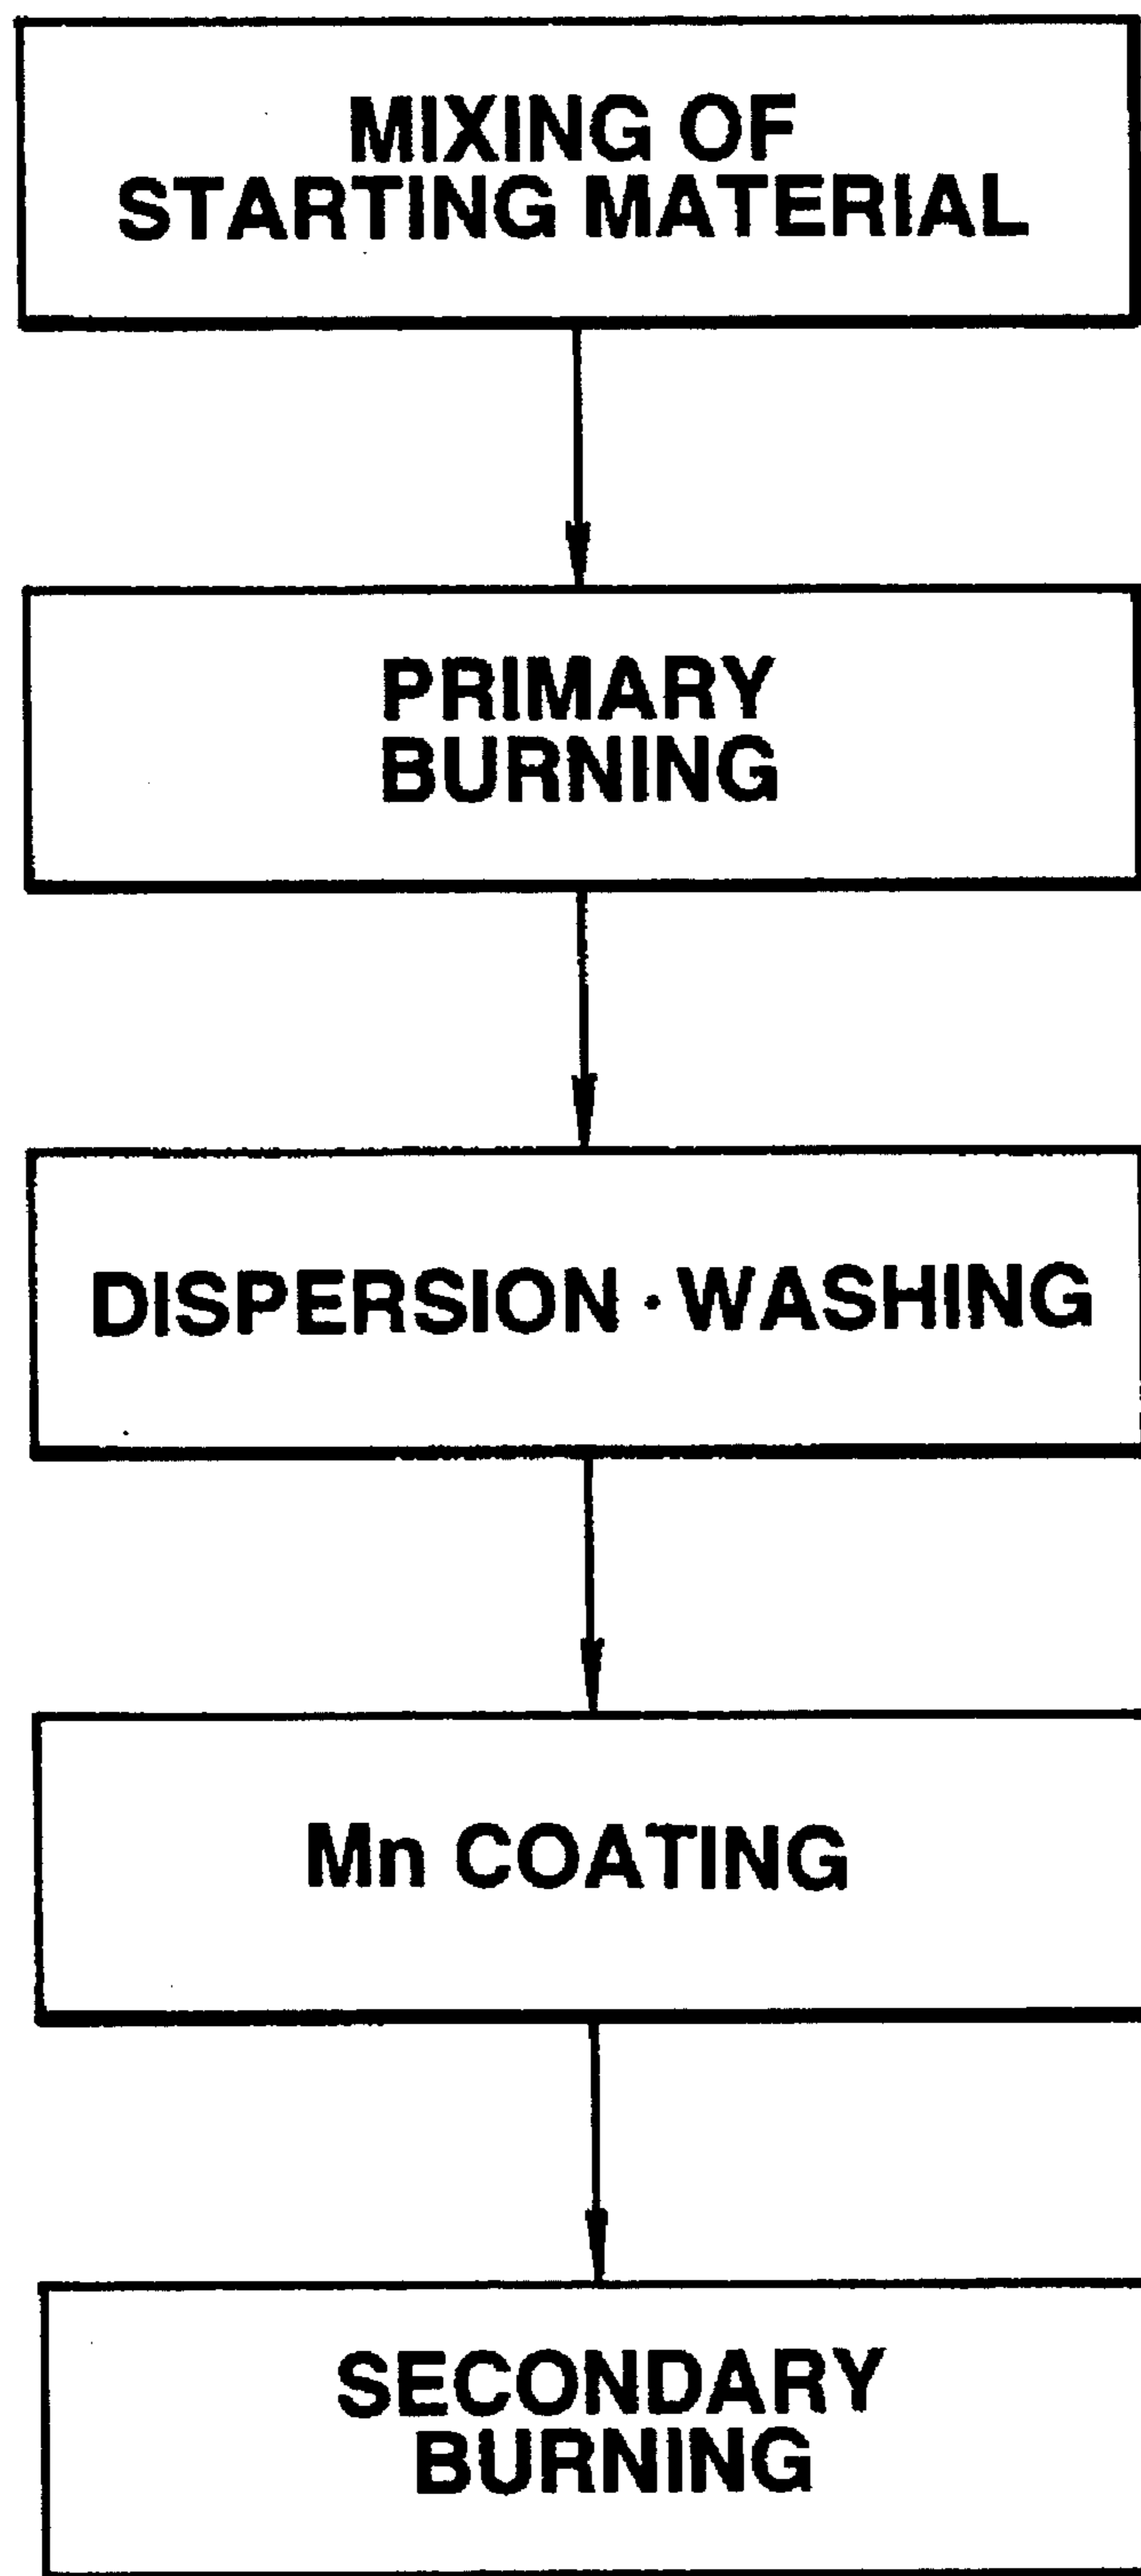 MIXING OF
STARTING MATERIAL
PRIMARY
BURNING
DISPERSION · WASHING
Mn COATING
SECONDARY
BURNING